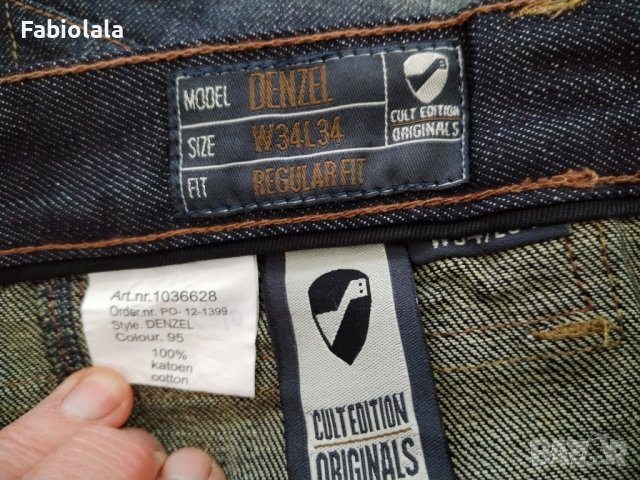 Fabiolala
MODEL DENZEL
SIZE W34L34
FIT REGULAR FIT
CULT EDITION
ORIGINALS
Art.nr.1036628
Order.nr. PO- 12-1399
Style. DENZEL
Colour. 95
100%
katoen
cotton
CULT EDITION
ORIGINALS
BAZAR